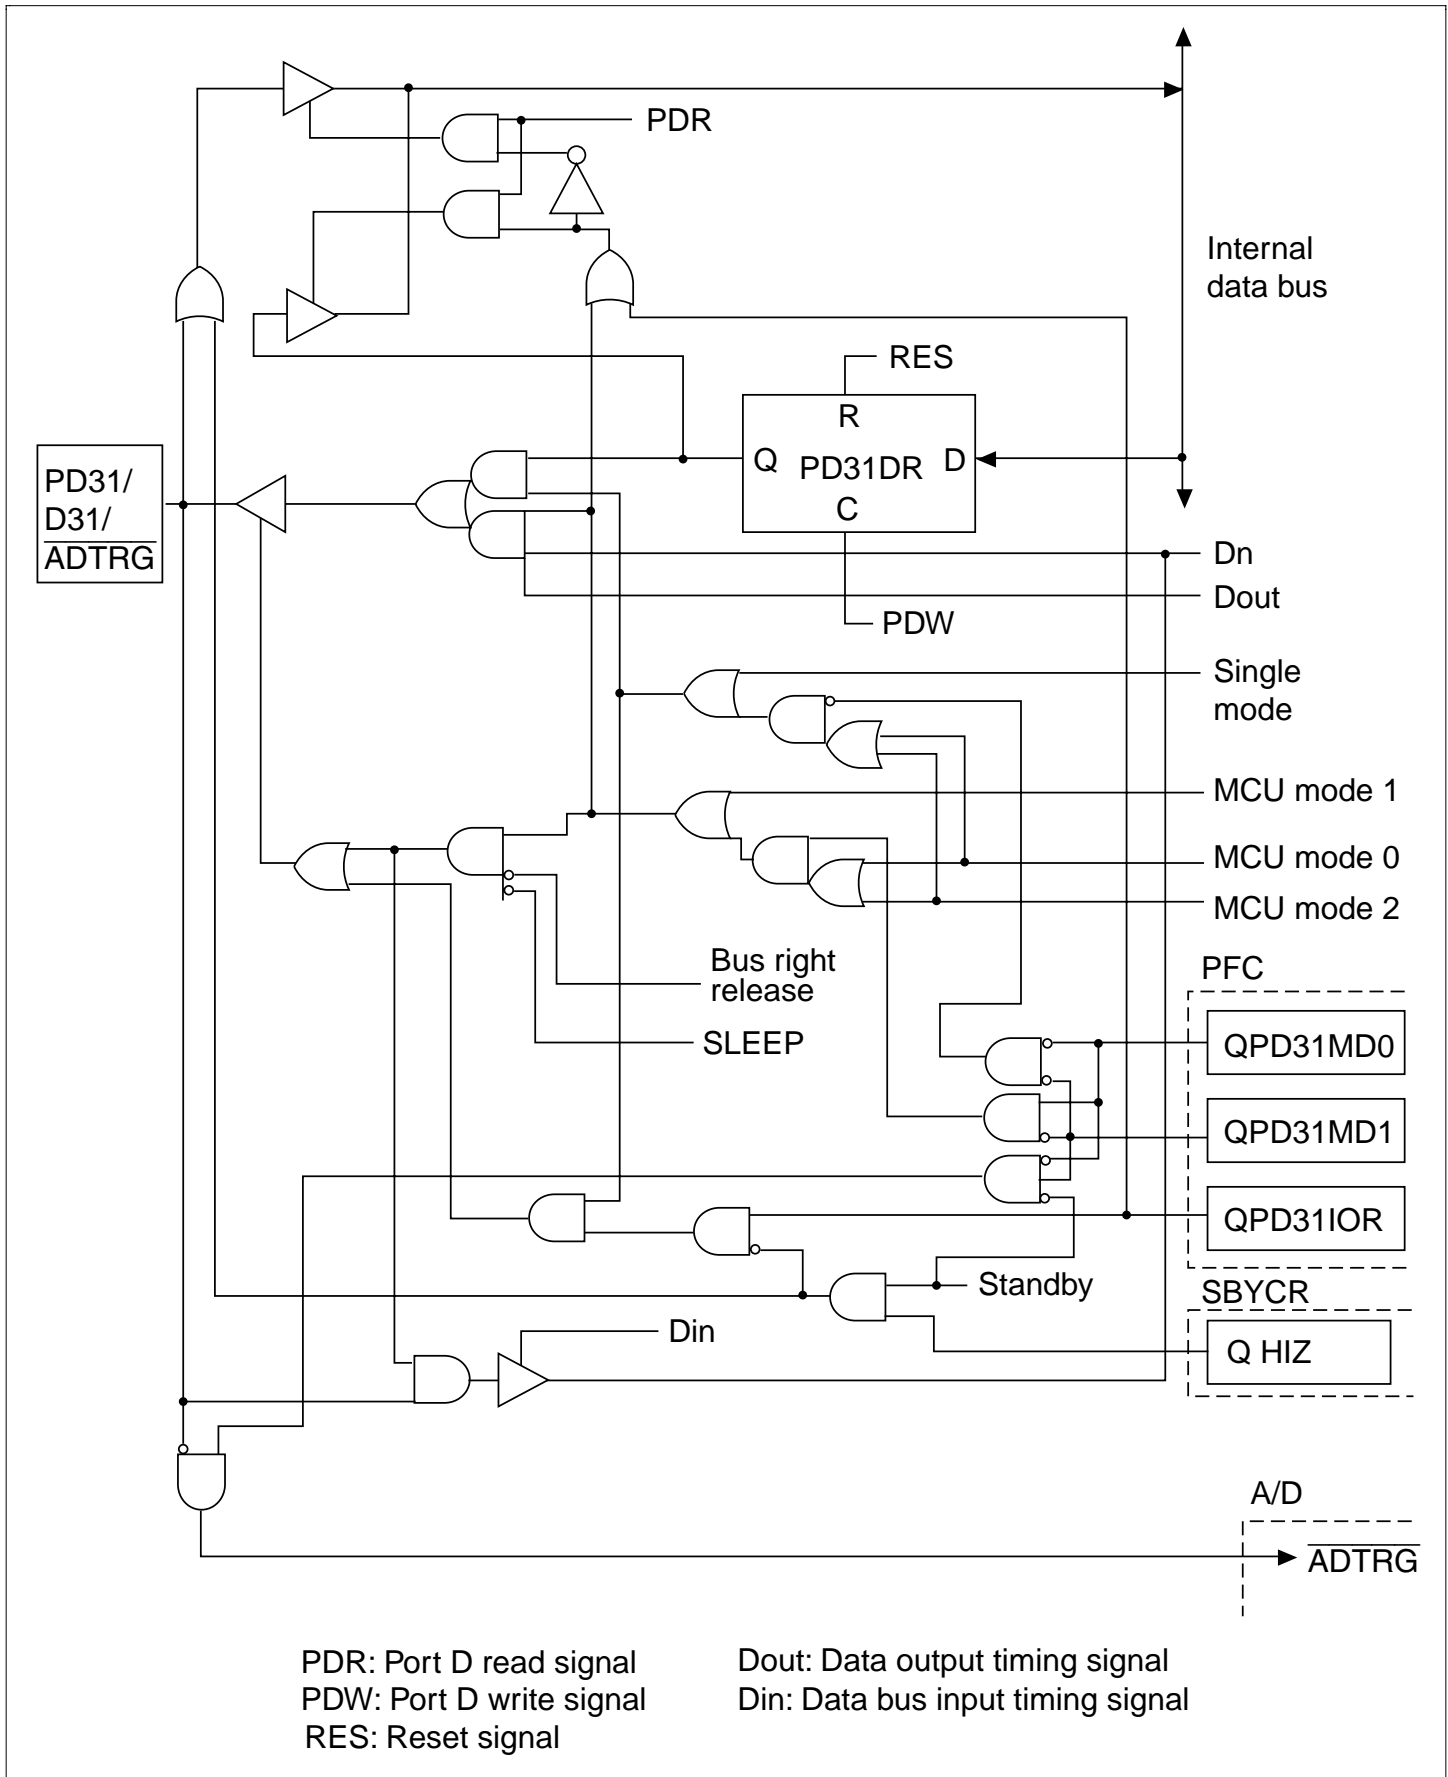 PDR
Internal
data bus
RES
R
Q PD31DR D
C
PD31/
D31/
ADTRG
Dn
Dout
PDW
Single
mode
MCU mode 1
MCU mode 0
MCU mode 2
Bus right
release
SLEEP
PFC
QPD31MD0
QPD31MD1
QPD31IOR
Standby
SBYCR
Q HIZ
Din
A/D
ADTRG
PDR: Port D read signal
PDW: Port D write signal
RES: Reset signal
Dout: Data output timing signal
Din: Data bus input timing signal